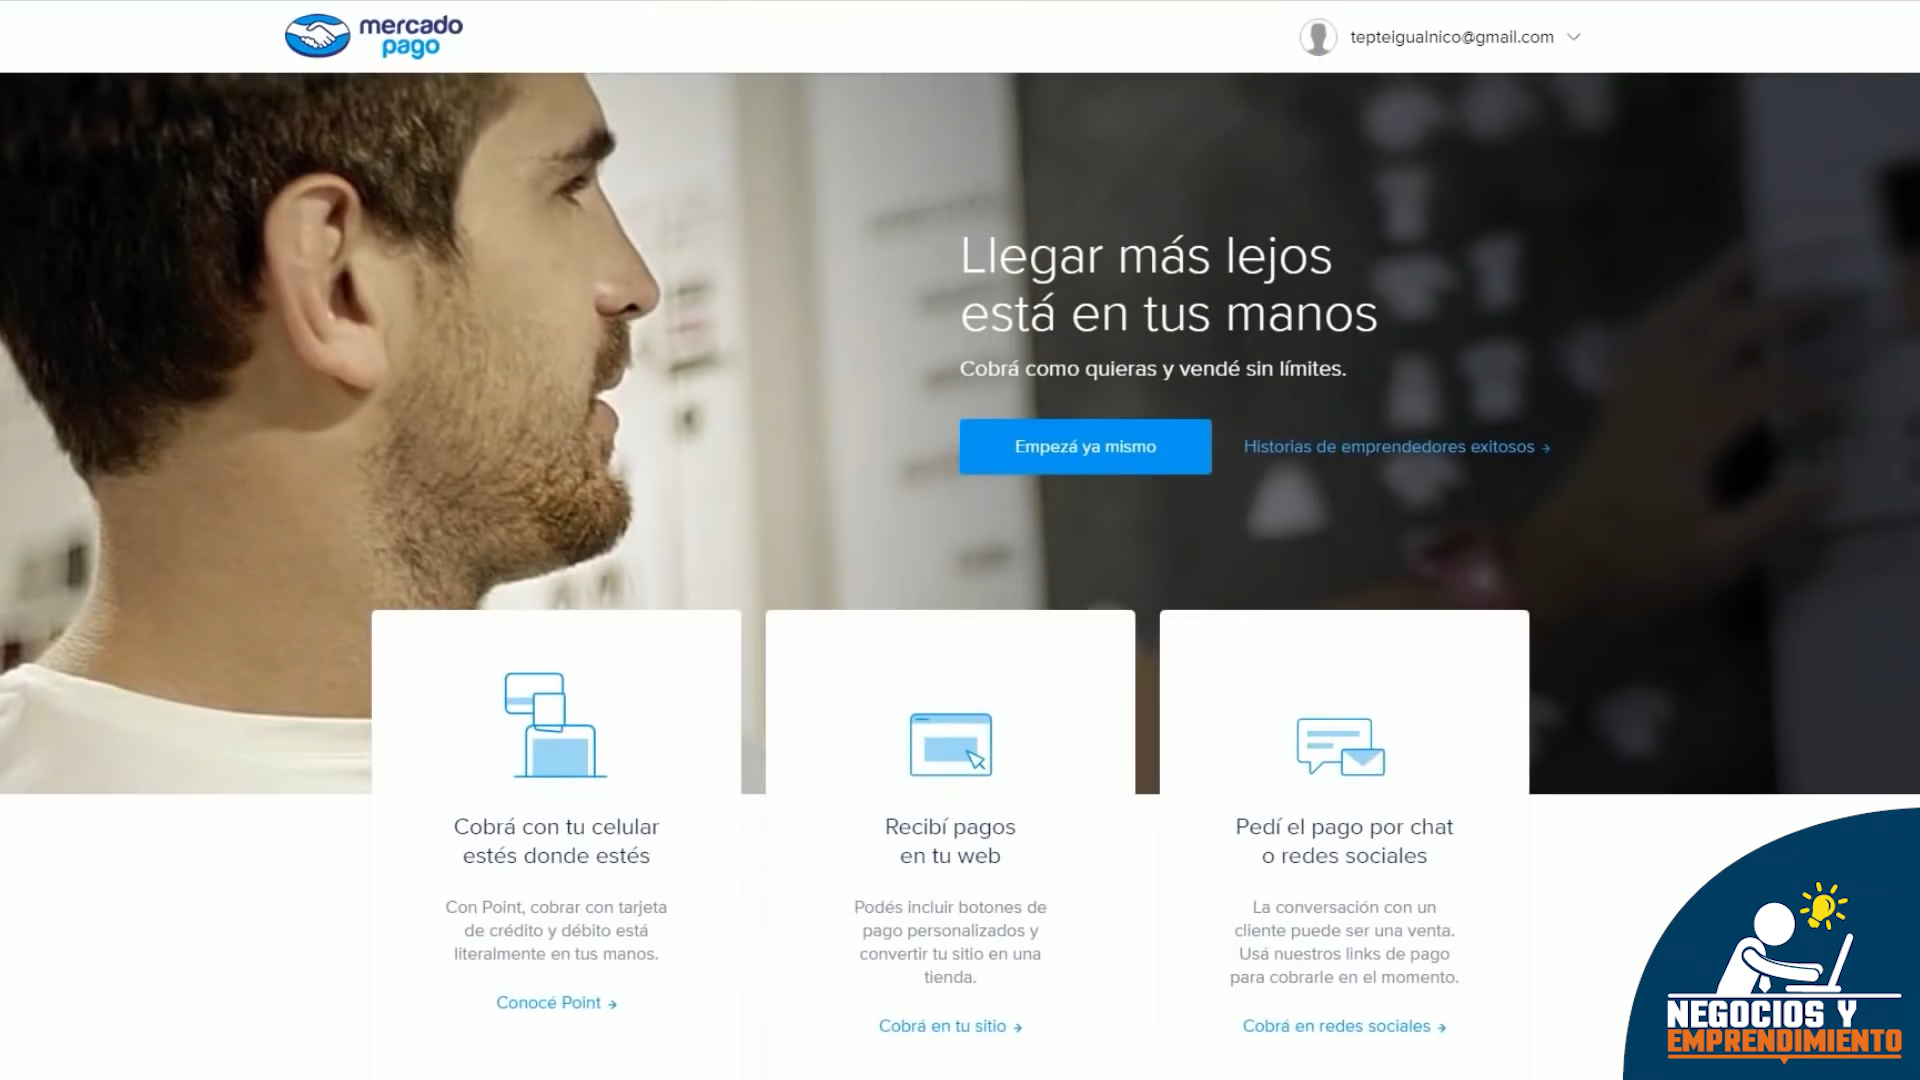 mercado
pago
tepteigualnico@gmail.com
Llegar más lejos
está en tus manos
Cobrá como quieras y vendé sin límites.
Empezá ya mismo
Historias de emprendedores exitosos →
Cobrá con tu celular
estés donde estés
Con Point, cobrar con tarjeta
de crédito y débito está
literalmente en tus manos.
Conocé Point →
Recibí pagos
en tu web
Podés incluir botones de
pago personalizados y
convertir tu sitio en una
tienda.
Cobrá en tu sitio →
Pedí el pago por chat
o redes sociales
La conversación con un
cliente puede ser una venta.
Usá nuestros links de pago
para cobrarle en el momento.
Cobrá en redes sociales →
NEGOCIOS Y
EMPRENDIMIENTO